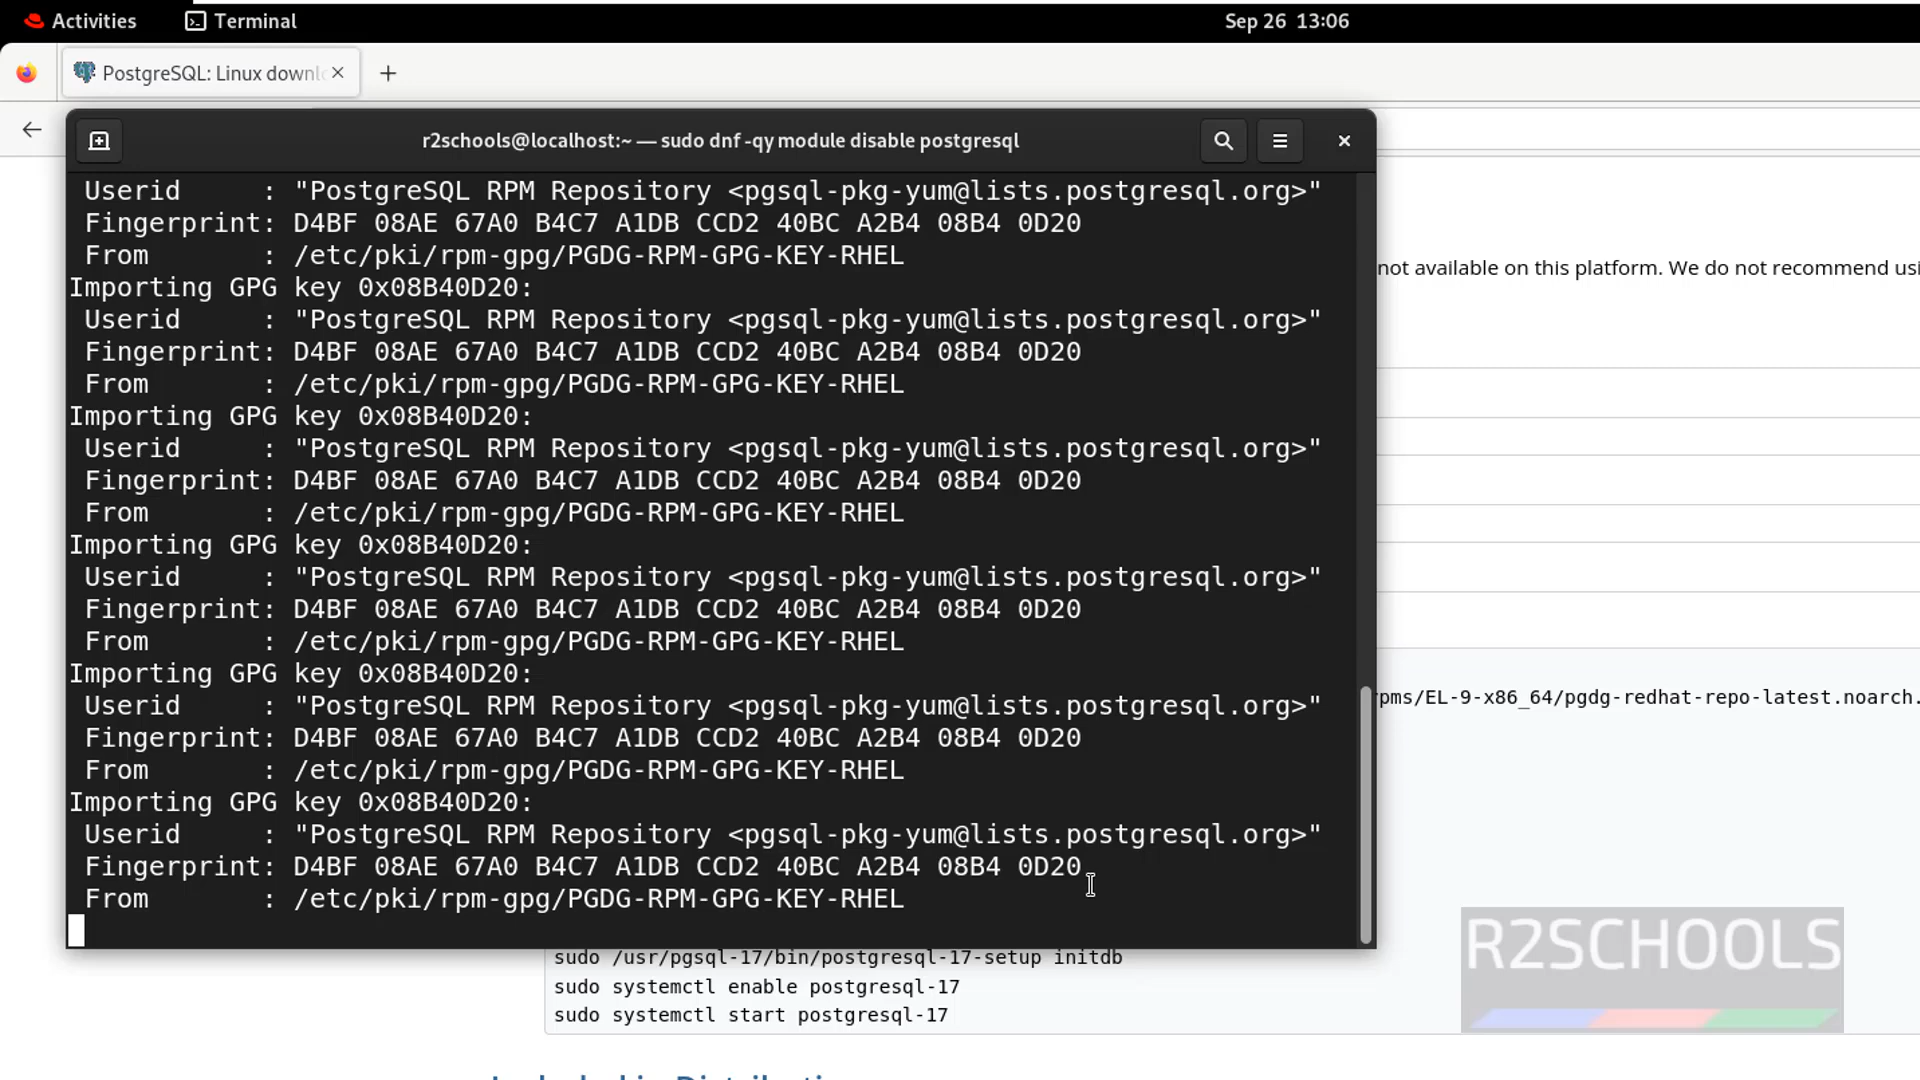 Activities
Terminal
Sep 26 13:06
PostgreSQL: Linux downl
r2schools@localhost:~ — sudo dnf -qy module disable postgresql
Userid     : "PostgreSQL RPM Repository <pgsql-pkg-yum@lists.postgresql.org>"
Fingerprint: D4BF 08AE 67A0 B4C7 A1DB CCD2 40BC A2B4 08B4 0D20
From       : /etc/pki/rpm-gpg/PGDG-RPM-GPG-KEY-RHEL
Importing GPG key 0x08B40D20:
Userid     : "PostgreSQL RPM Repository <pgsql-pkg-yum@lists.postgresql.org>"
Fingerprint: D4BF 08AE 67A0 B4C7 A1DB CCD2 40BC A2B4 08B4 0D20
From       : /etc/pki/rpm-gpg/PGDG-RPM-GPG-KEY-RHEL
Importing GPG key 0x08B40D20:
Userid     : "PostgreSQL RPM Repository <pgsql-pkg-yum@lists.postgresql.org>"
Fingerprint: D4BF 08AE 67A0 B4C7 A1DB CCD2 40BC A2B4 08B4 0D20
From       : /etc/pki/rpm-gpg/PGDG-RPM-GPG-KEY-RHEL
Importing GPG key 0x08B40D20:
Userid     : "PostgreSQL RPM Repository <pgsql-pkg-yum@lists.postgresql.org>"
Fingerprint: D4BF 08AE 67A0 B4C7 A1DB CCD2 40BC A2B4 08B4 0D20
From       : /etc/pki/rpm-gpg/PGDG-RPM-GPG-KEY-RHEL
Importing GPG key 0x08B40D20:
Userid     : "PostgreSQL RPM Repository <pgsql-pkg-yum@lists.postgresql.org>"
Fingerprint: D4BF 08AE 67A0 B4C7 A1DB CCD2 40BC A2B4 08B4 0D20
From       : /etc/pki/rpm-gpg/PGDG-RPM-GPG-KEY-RHEL
Importing GPG key 0x08B40D20:
Userid     : "PostgreSQL RPM Repository <pgsql-pkg-yum@lists.postgresql.org>"
Fingerprint: D4BF 08AE 67A0 B4C7 A1DB CCD2 40BC A2B4 08B4 0D20
From       : /etc/pki/rpm-gpg/PGDG-RPM-GPG-KEY-RHEL
not available on this platform. We do not recommend usi
rpms/EL-9-x86_64/pgdg-redhat-repo-latest.noarch.
sudo /usr/pgsql-17/bin/postgresql-17-setup initdb
sudo systemctl enable postgresql-17
sudo systemctl start postgresql-17
R2SCHOOLS